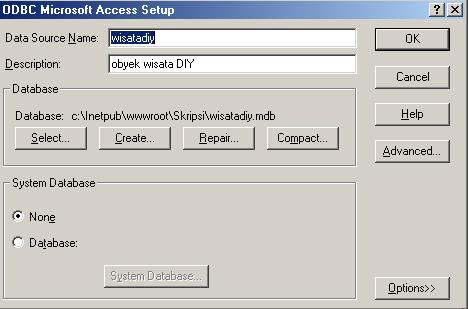 ODBC Microsoft Access Setup
Data Source Name: wisatadiy
OK
Description: obyek wisata DIY
Cancel
Database
Database: c:\Inetpub\wwwroot\Skripsi\wisatadiy.mdb
Help
Select... Create... Repair... Compact...
Advanced...
System Database
None
Database:
System Database...
Options>>